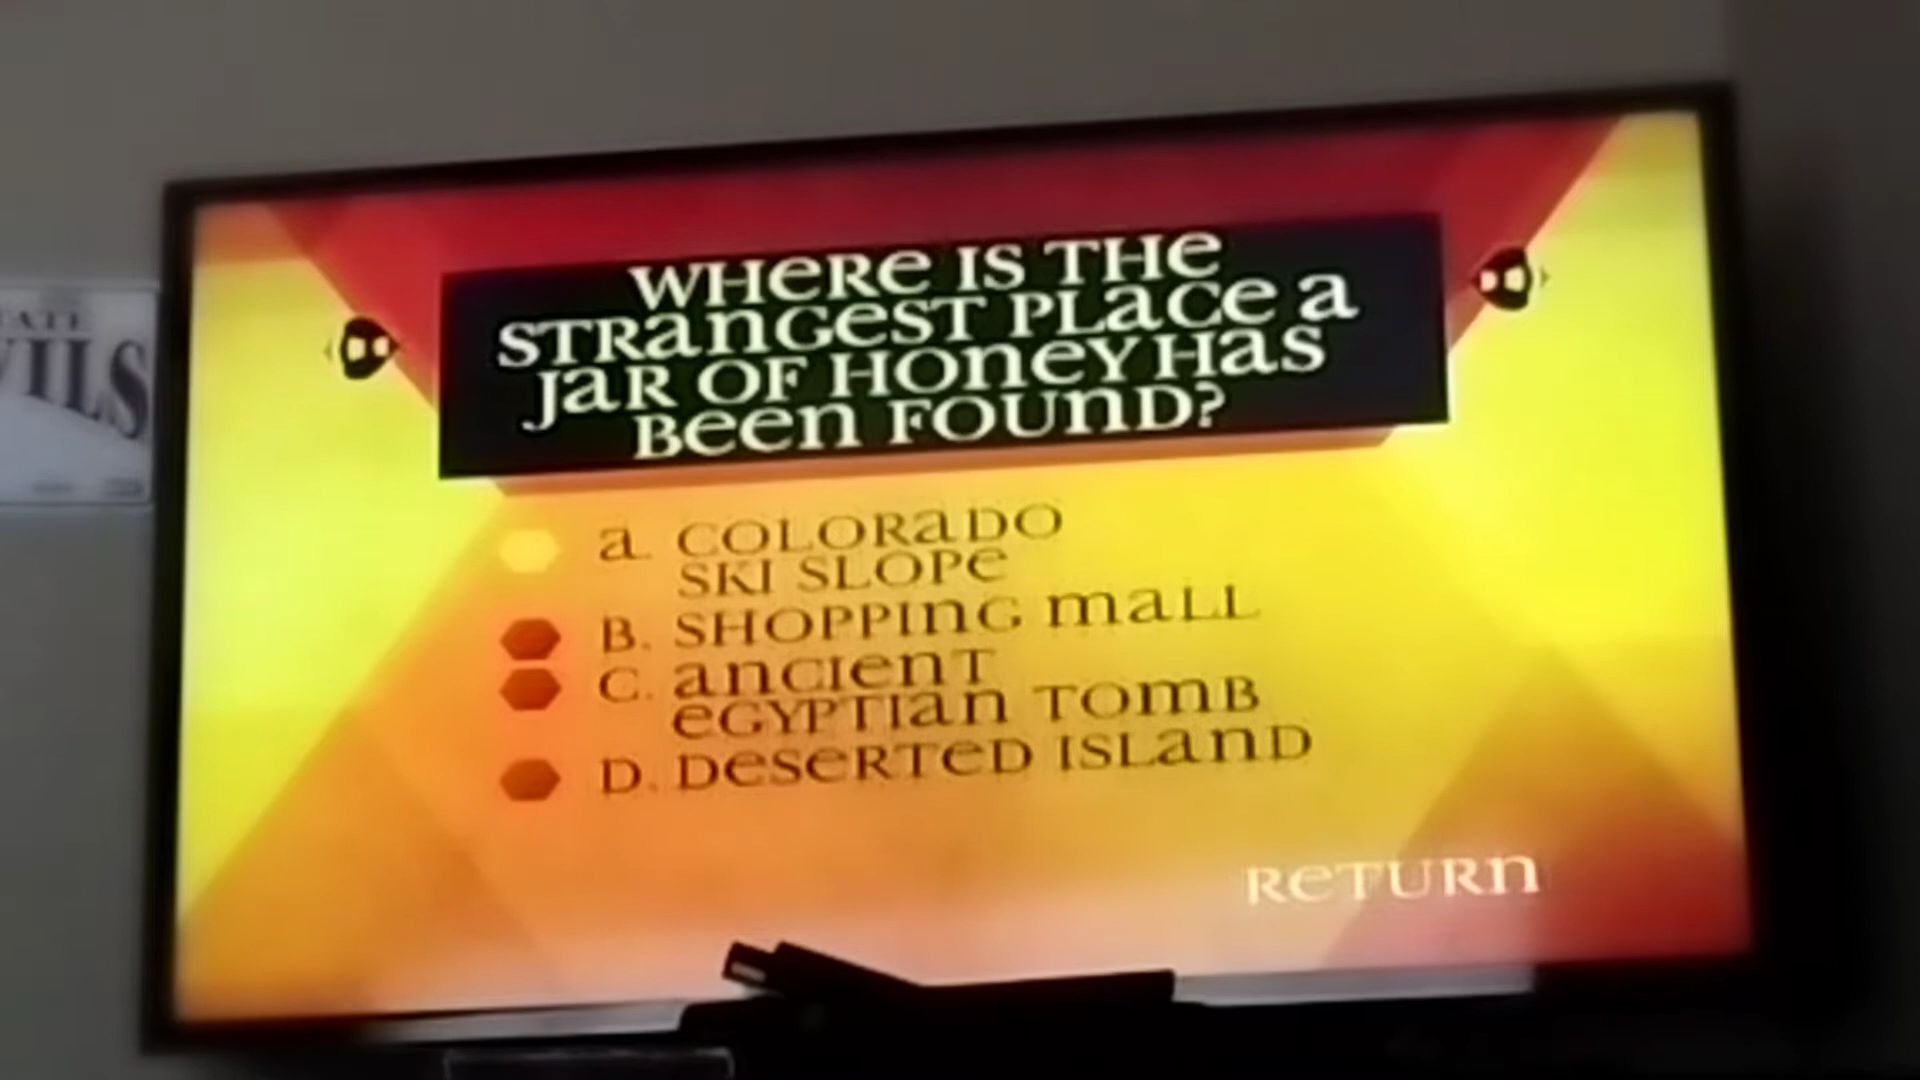 WHERE IS THE
STRANGEST PLACE A
JAR OF HONEY HAS
BEEN FOUND?
A. COLORADO
SKI SLOPE
B. SHOPPING MALL
C. ANCIENT
EGYPTIAN TOMB
D. DESERTED ISLAND
RETURN